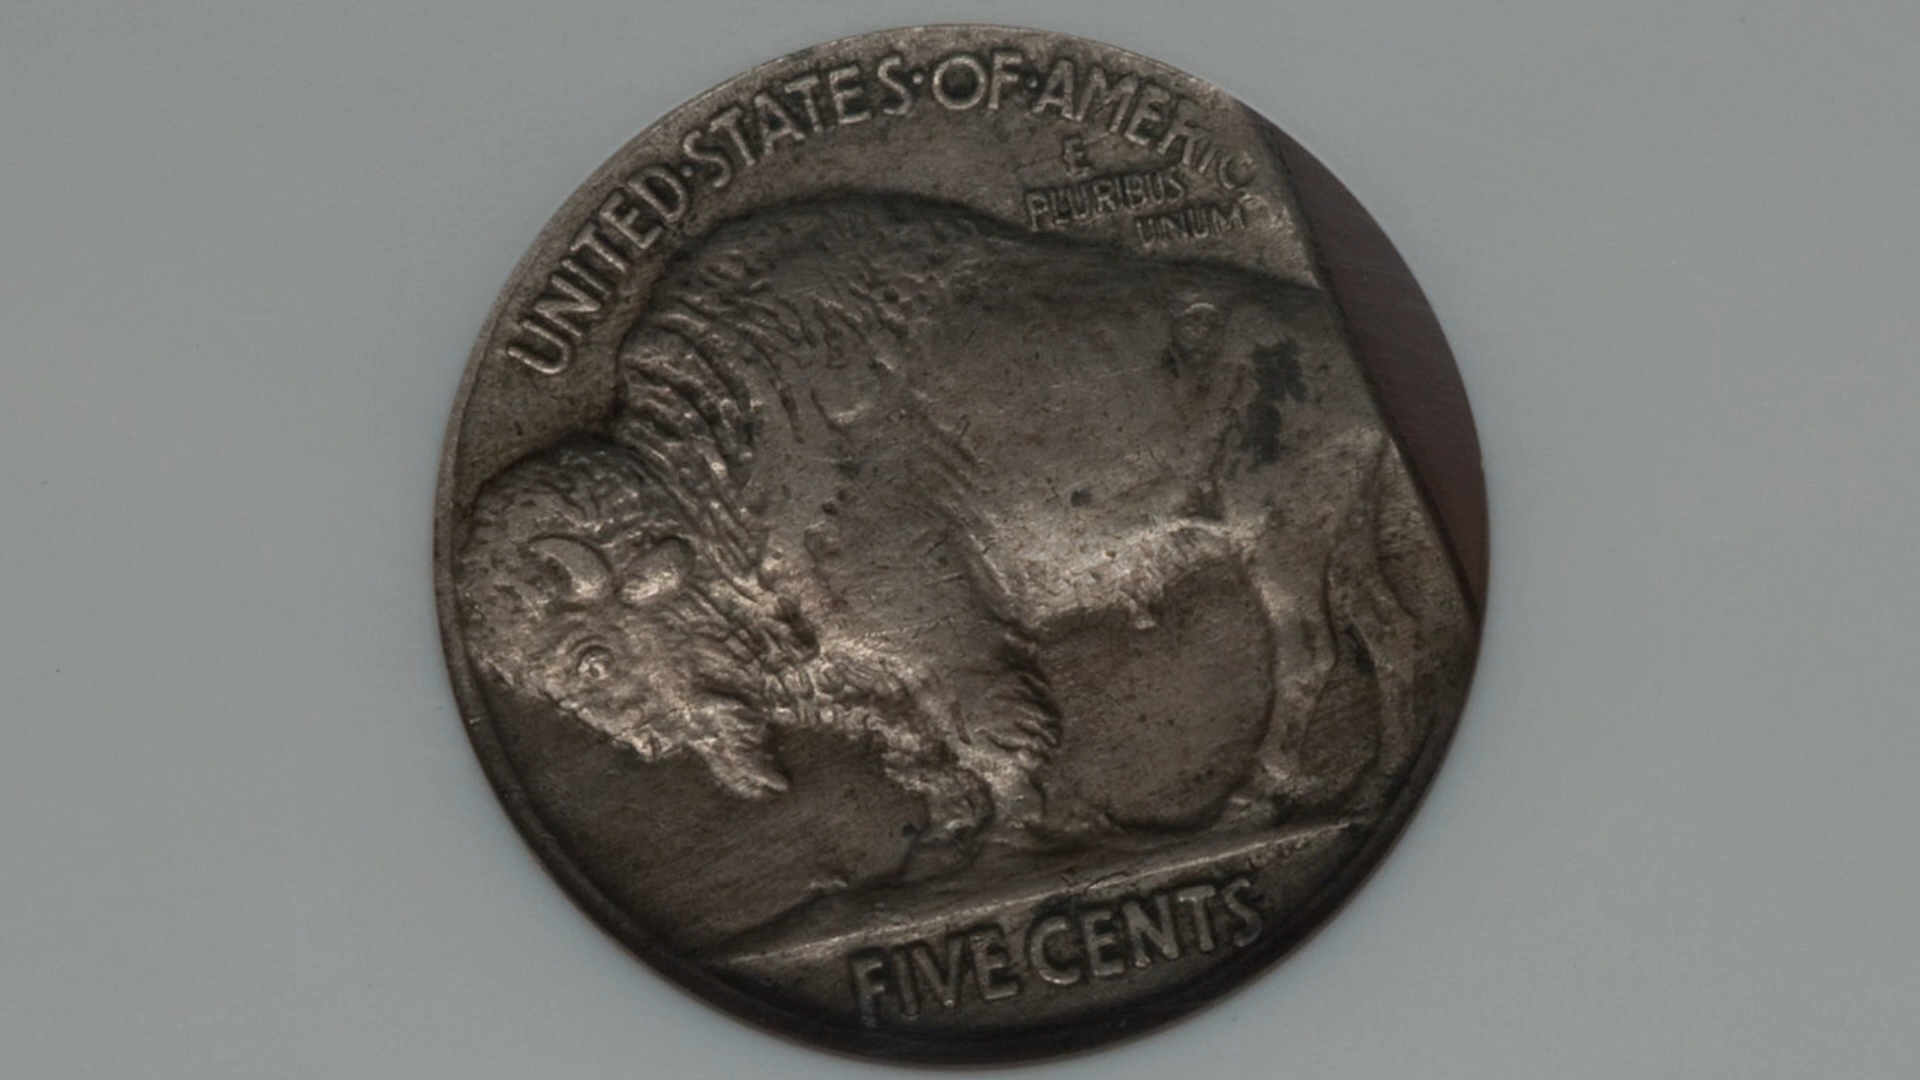 UNITED·STATES·OF·AMERIC
E
PLURIBUS
UNUM
FIVE CENTS